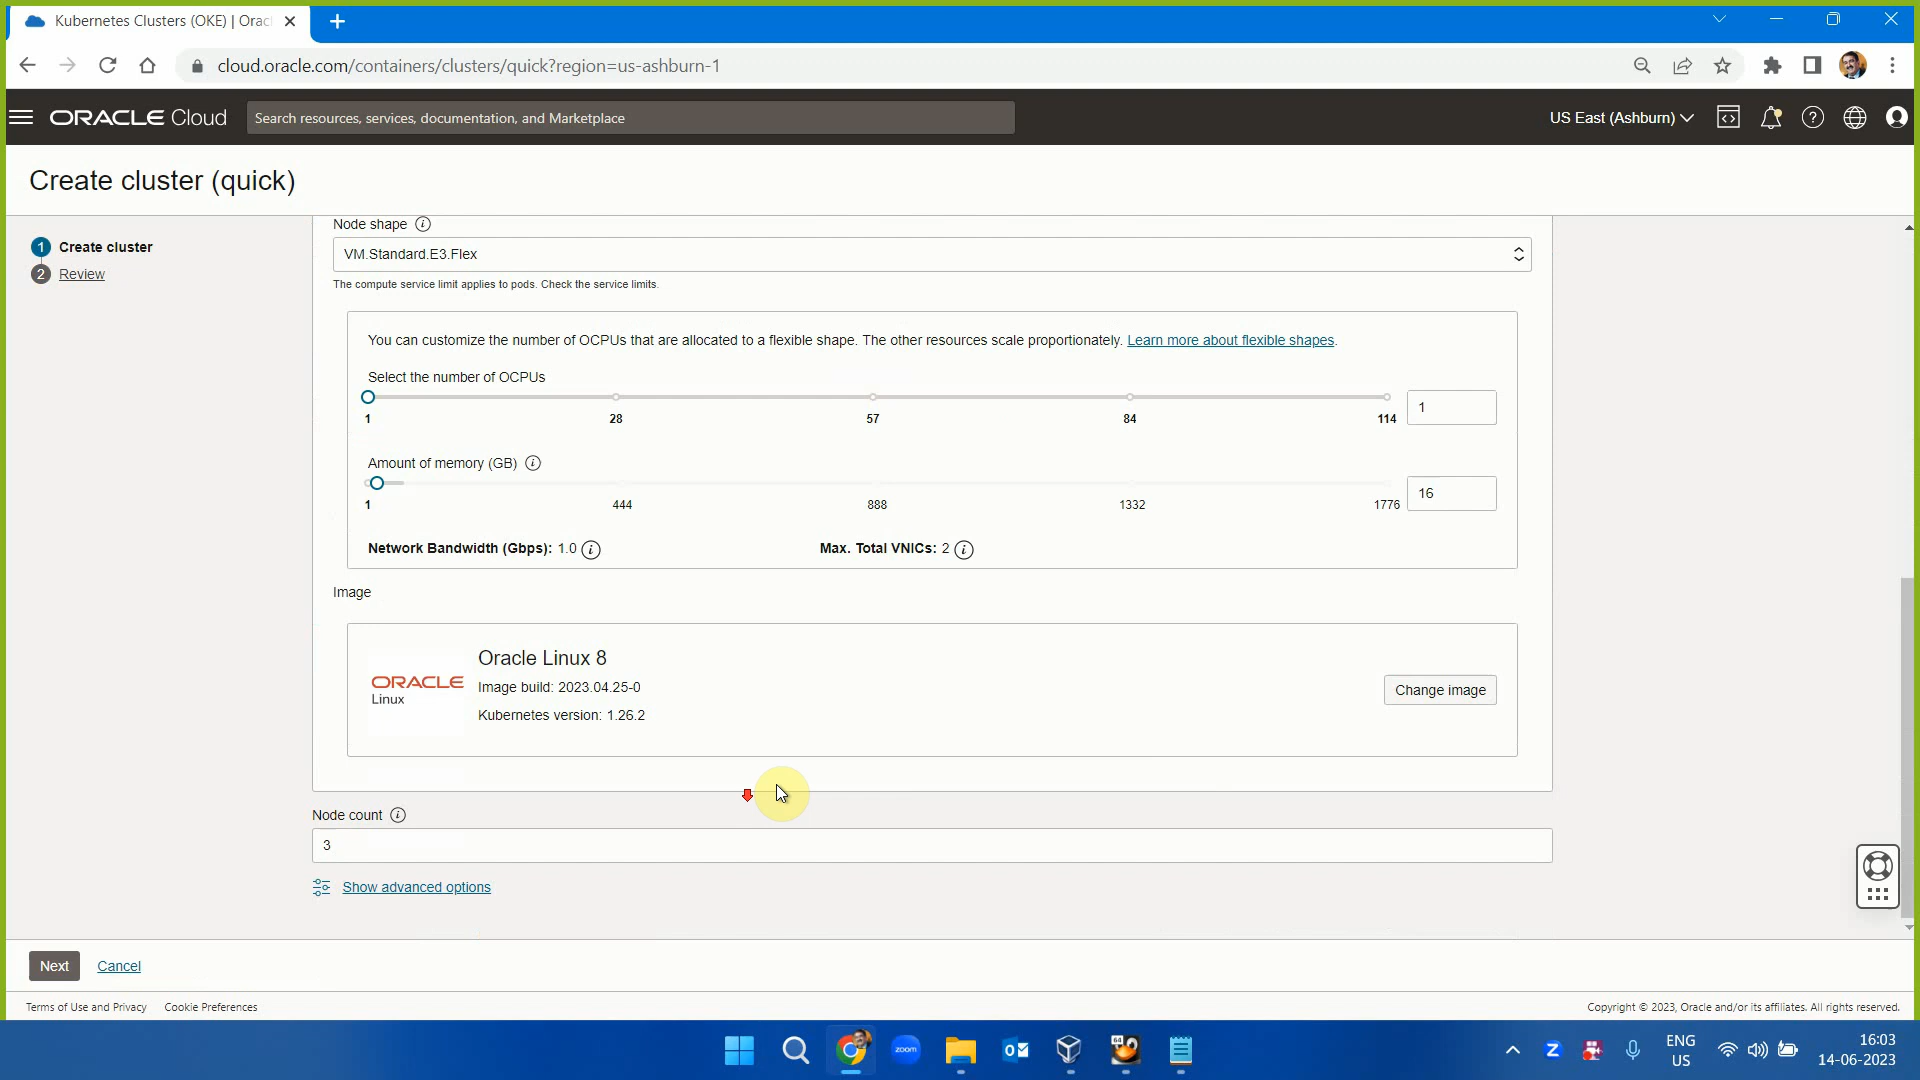 Kubernetes Clusters (OKE) | Orac
cloud.oracle.com/containers/clusters/quick?region=us-ashburn-1
ORACLE Cloud
Search resources, services, documentation, and Marketplace
US East (Ashburn)
Create cluster (quick)
1 Create cluster
2 Review
Node shape
VM.Standard.E3.Flex
The compute service limit applies to pods. Check the service limits.
You can customize the number of OCPUs that are allocated to a flexible shape. The other resources scale proportionately. Learn more about flexible shapes.
Select the number of OCPUs
1
28
57
84
114
1
Amount of memory (GB)
1
444
888
1332
1776
16
Network Bandwidth (Gbps): 1.0
Max. Total VNICs: 2
Image
ORACLE
Linux
Oracle Linux 8
Image build: 2023.04.25-0
Kubernetes version: 1.26.2
Change image
Node count
3
Show advanced options
Next
Cancel
Terms of Use and Privacy
Cookie Preferences
Copyright © 2023, Oracle and/or its affiliates. All rights reserved.
zoom
64
Z
ENG
US
16:03
14-06-2023